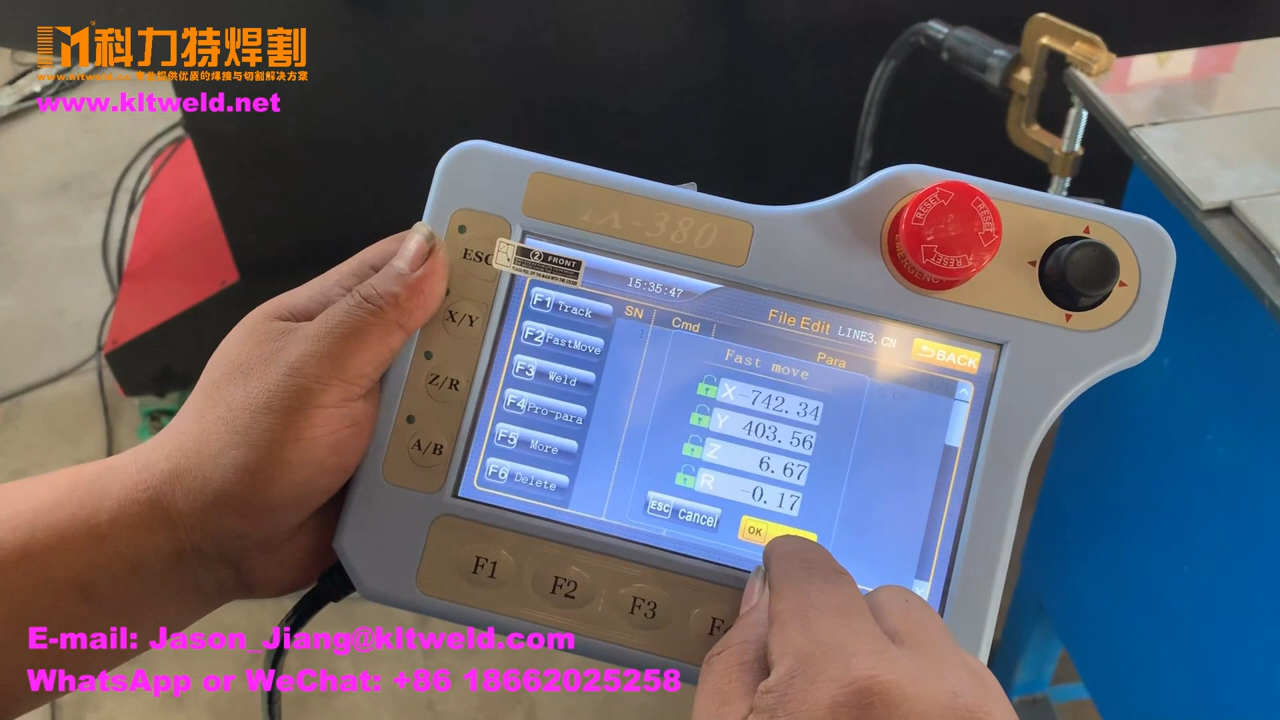 科力特焊割
www.kltweld.cn 专业提供优质的焊接与切割解决方案
www.kltweld.net
-380
ESC
X/Y
Z/R
A/B
② FRONT
15:35:47
F1 Track
F2 FastMove
F3 Weld
F4 Pro-para
F5 More
F6 Delete
SN
Cmd
File Edit LINE3.CN
BACK
Para
Fast move
X -742.34
Y 403.56
Z 6.67
R -0.17
ESC Cancel
OK
RESET
RESET
RESET
EMERGENCY
F1
F2
F3
E-mail: Jason_Jiang@kltweld.com
WhatsApp or WeChat: +86 18662025258